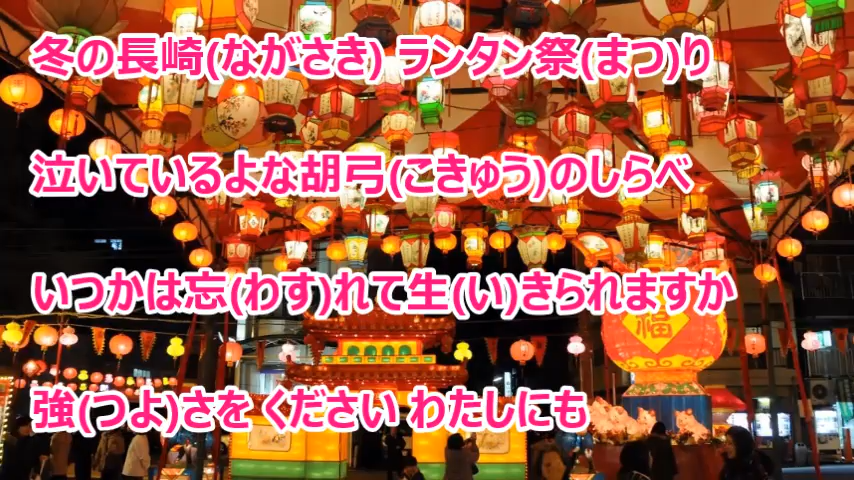 冬の長崎(ながさき) ランタン祭(まつ)り
泣いているよな胡弓(こきゅう)のしらべ
いつかは忘(わす)れて生(い)きられますか
強(つよ)さを ください わたしにも
福